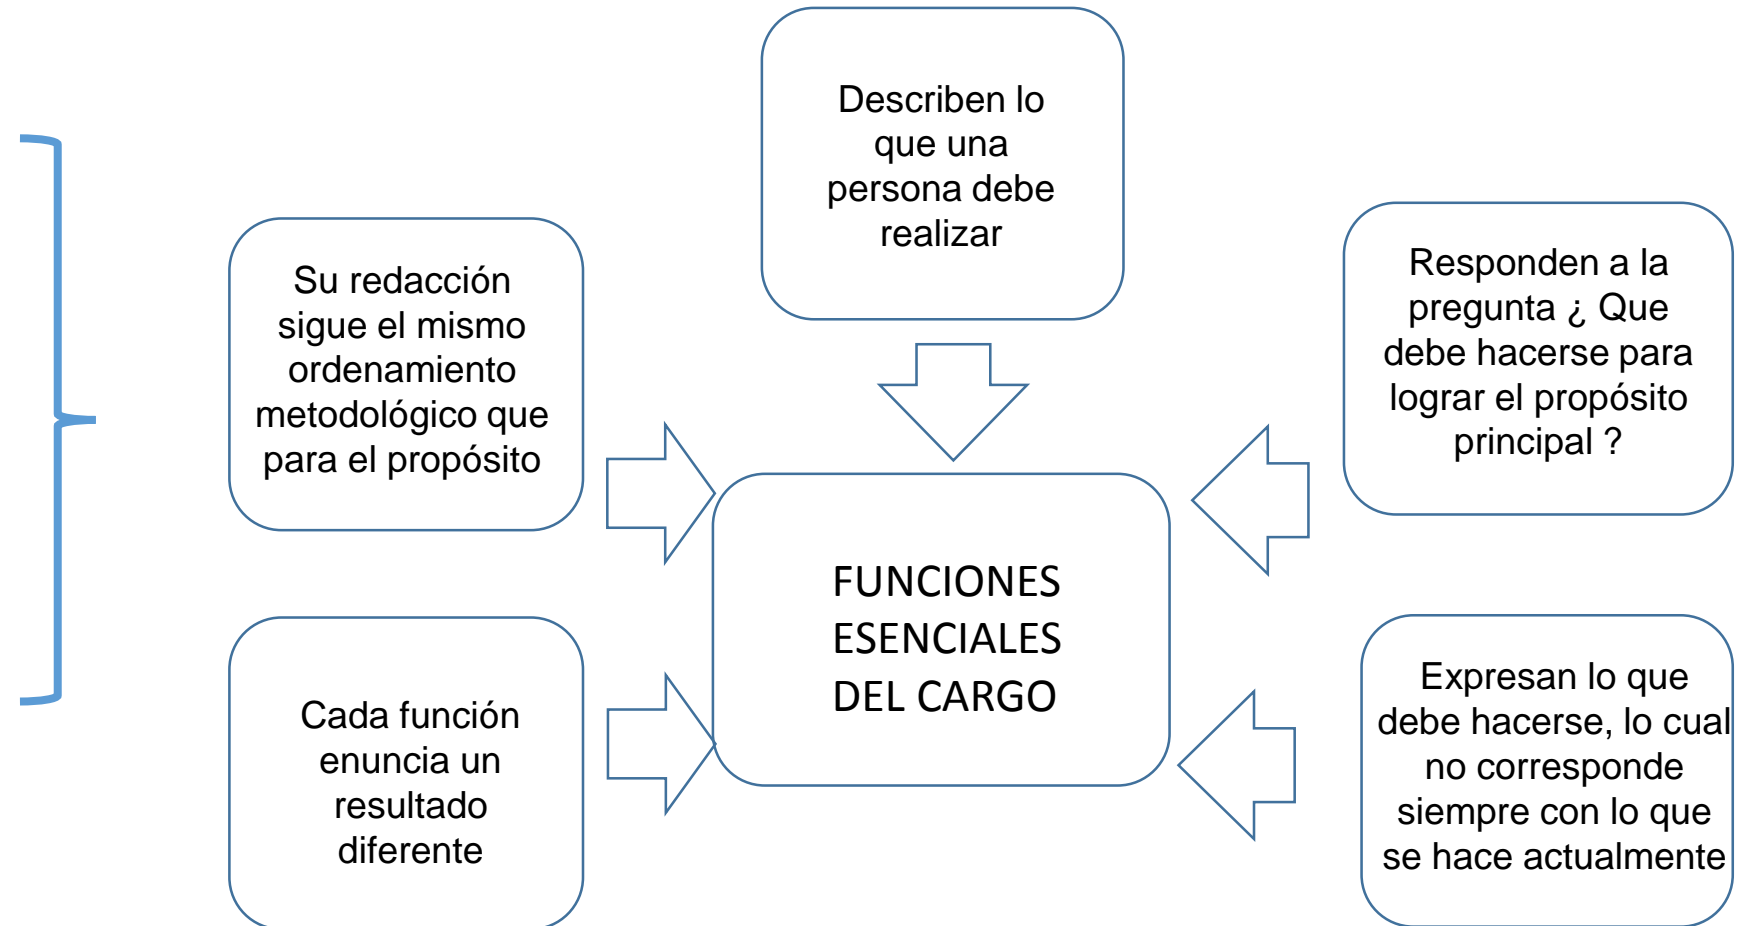 Describen lo
que una
persona debe
realizar
Su redacción
sigue el mismo
ordenamiento
metodológico que
para el propósito
Responden a la
pregunta ¿ Que
debe hacerse para
lograr el propósito
principal ?
FUNCIONES
ESENCIALES
DEL CARGO
Cada función
enuncia un
resultado
diferente
Expresan lo que
debe hacerse, lo cual
no corresponde
siempre con lo que
se hace actualmente